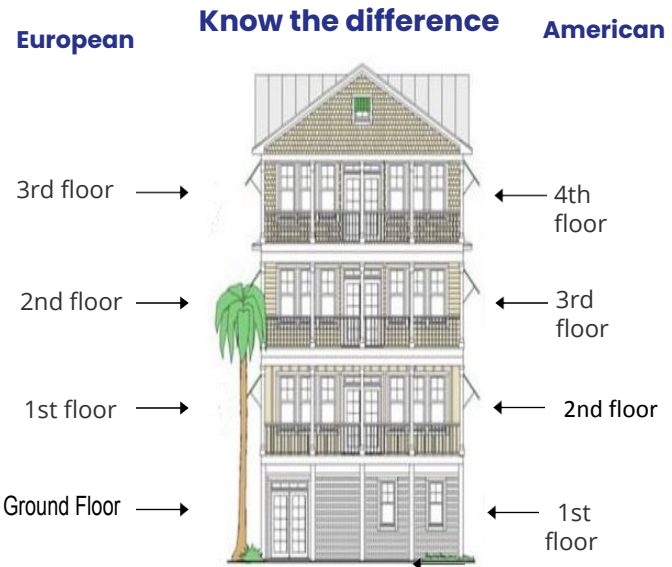 Know the difference
European
American
3rd floor
4th
floor
2nd floor
3rd
floor
1st floor
2nd floor
Ground Floor
1st
floor